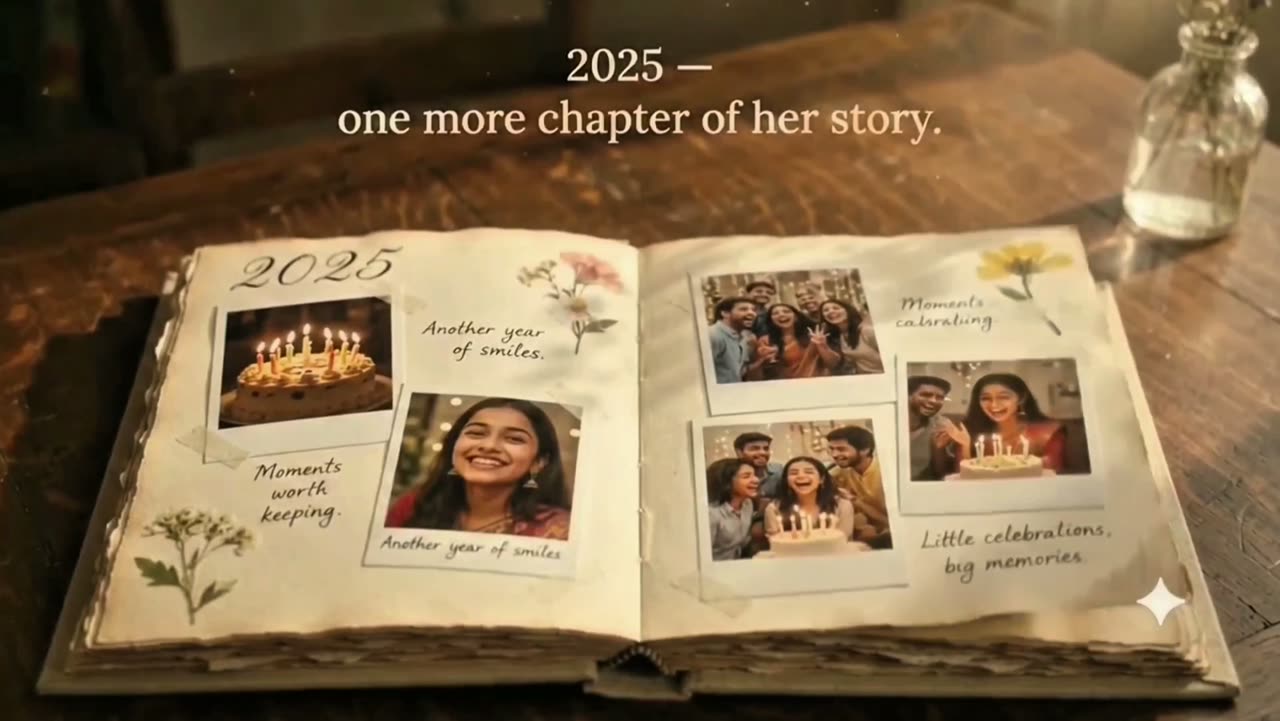 2025 —
one more chapter of her story.
2025
Another year
of smiles.
Moments
worth
keeping.
Another year of smiles
Moments
calsratiing.
Little celebrations,
big memories.